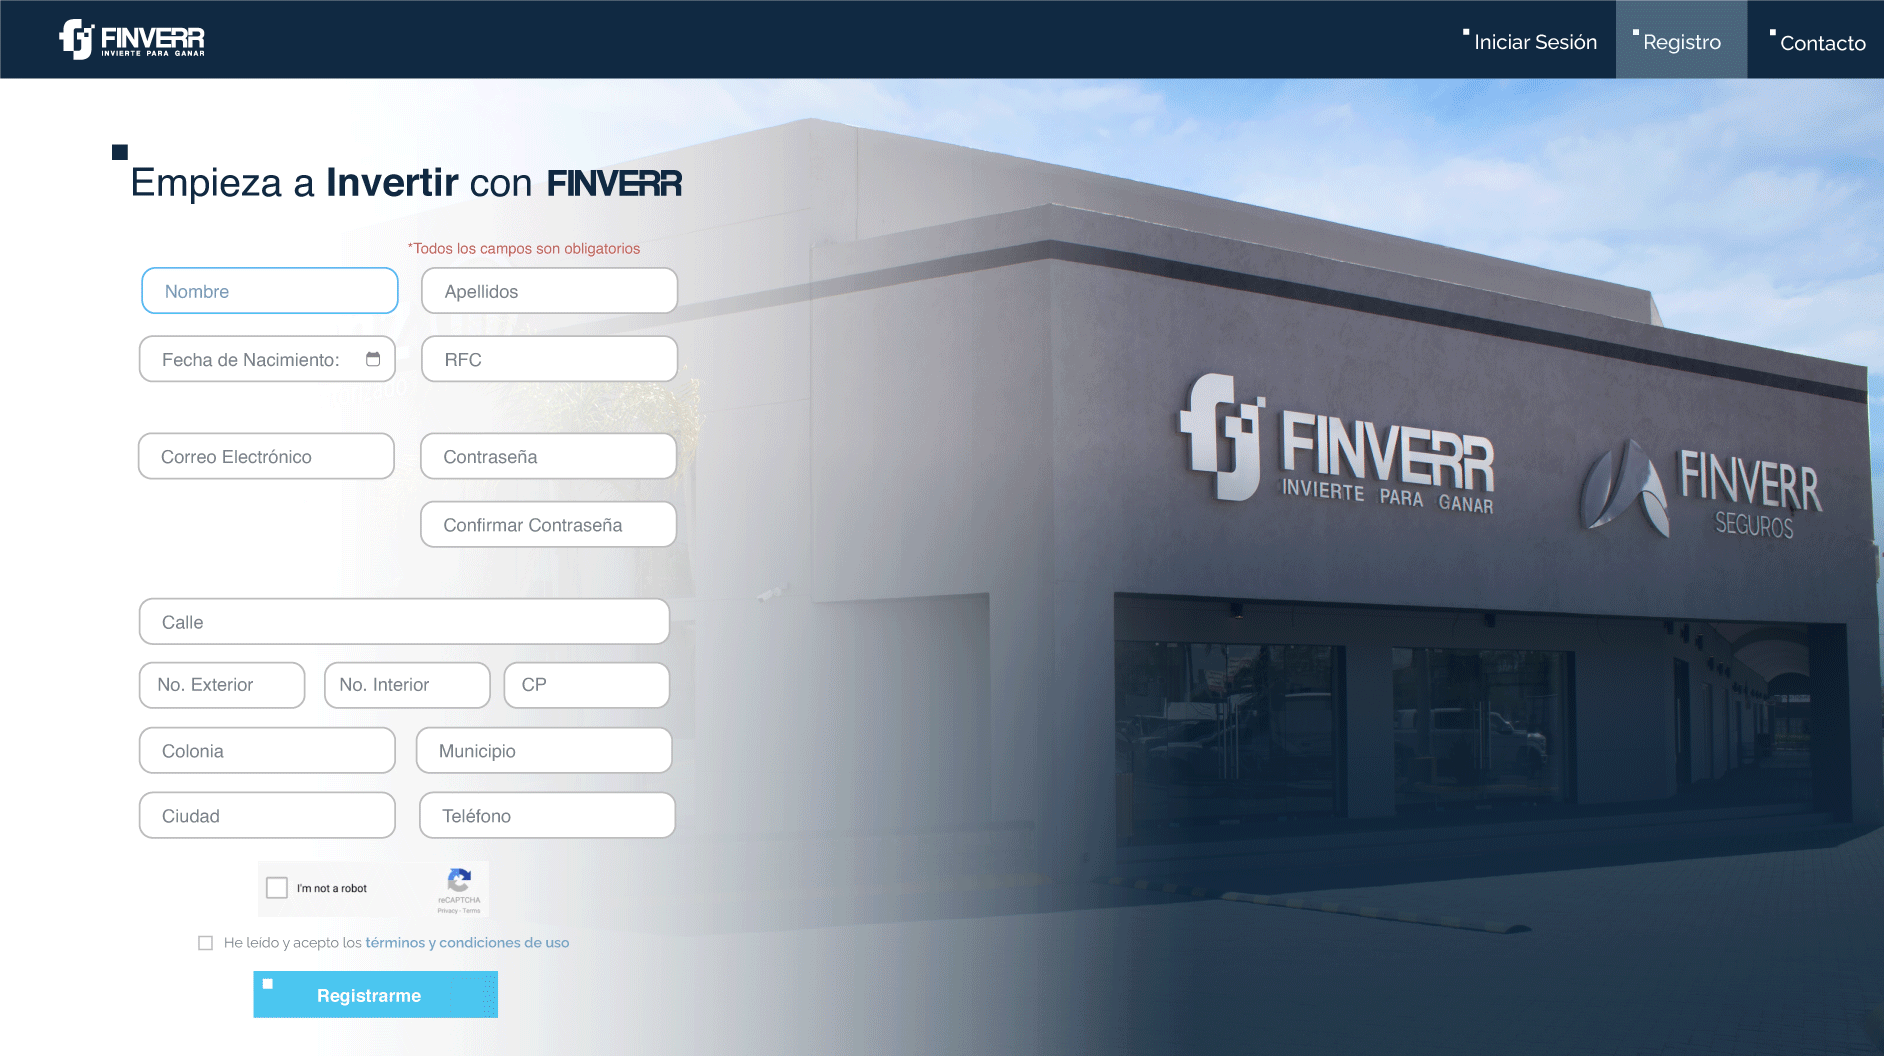 FINVERR
INVIERTE PARA GANAR
Iniciar Sesión
Registro
Contacto
Empieza a Invertir con FINVERR
*Todos los campos son obligatorios
Nombre
Apellidos
Fecha de Nacimiento:
RFC
Correo Electrónico
Contraseña
Confirmar Contraseña
Calle
No. Exterior
No. Interior
CP
Colonia
Municipio
Ciudad
Teléfono
I'm not a robot
reCAPTCHA
Privacy - Terms
He leído y acepto los términos y condiciones de uso
Registrarme
FINVERR
INVIERTE PARA GANAR
FINVERR
SEGUROS